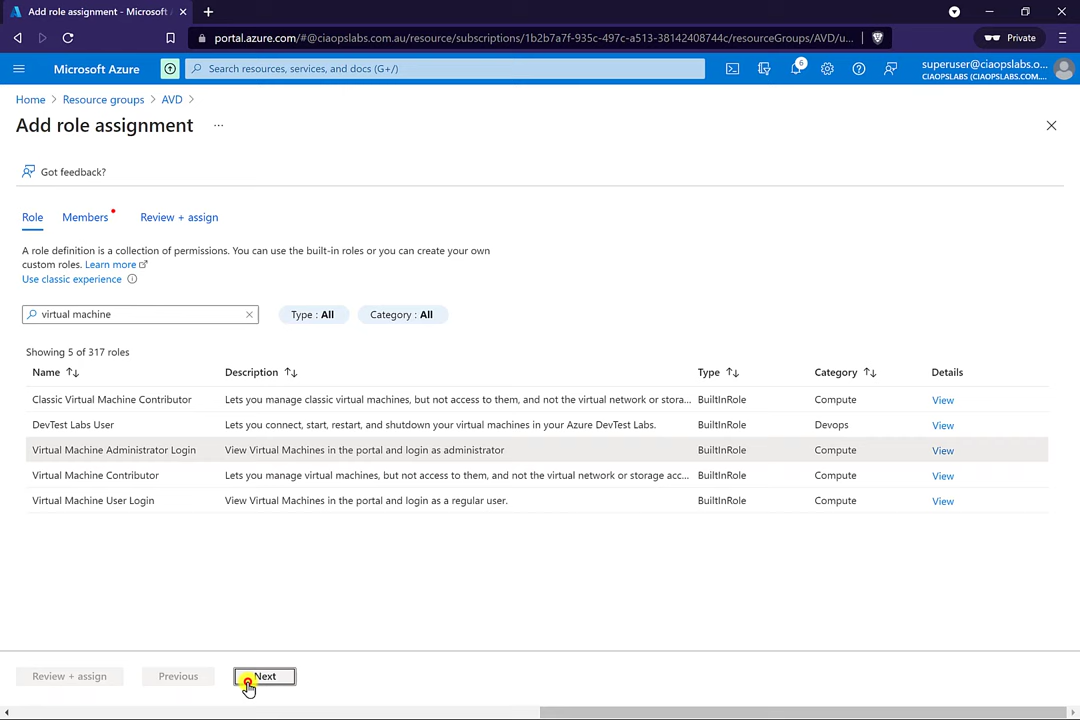 Add role assignment - Microsoft
portal.azure.com/#@ciaopslabs.com.au/resource/subscriptions/1b2b7a7f-935c-497c-a513-38142408744c/resourceGroups/AVD/u...
Private
Microsoft Azure
Search resources, services, and docs (G+/)
6
superuser@ciaopslabs.o...
CIAOPSLABS (CIAOPSLABS.COM....
Home > Resource groups > AVD >
Add role assignment ...
Got feedback?
Role Members Review + assign
A role definition is a collection of permissions. You can use the built-in roles or you can create your own
custom roles. Learn more
Use classic experience
virtual machine
Type : All
Category : All
Showing 5 of 317 roles
Name Description Type Category Details
Classic Virtual Machine Contributor Lets you manage classic virtual machines, but not access to them, and not the virtual network or stora... BuiltInRole Compute View
DevTest Labs User Lets you connect, start, restart, and shutdown your virtual machines in your Azure DevTest Labs. BuiltInRole Devops View
Virtual Machine Administrator Login View Virtual Machines in the portal and login as administrator BuiltInRole Compute View
Virtual Machine Contributor Lets you manage virtual machines, but not access to them, and not the virtual network or storage acc... BuiltInRole Compute View
Virtual Machine User Login View Virtual Machines in the portal and login as a regular user. BuiltInRole Compute View
Review + assign Previous Next